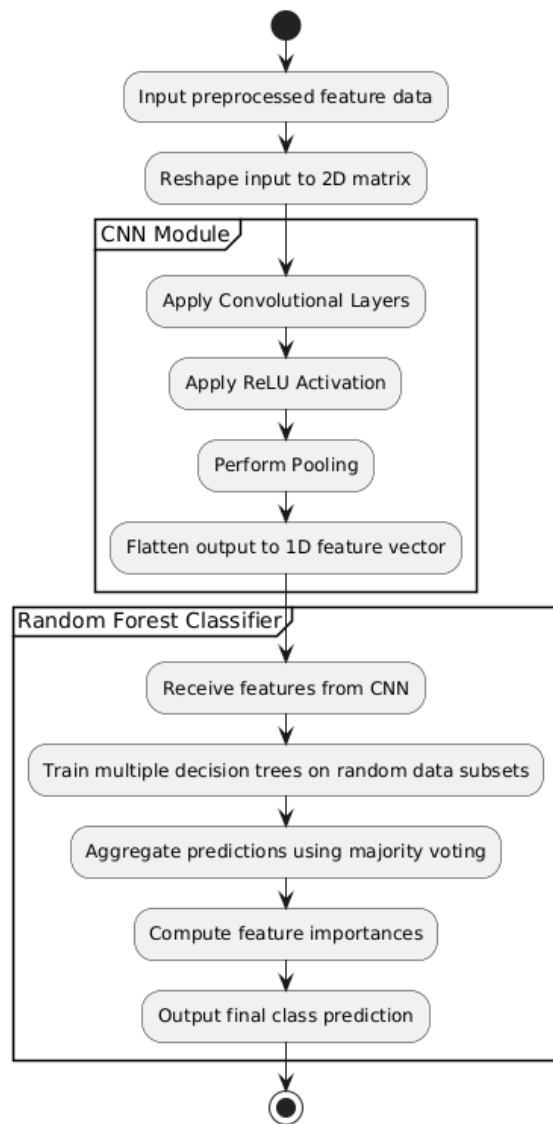 Input preprocessed feature data
Reshape input to 2D matrix
CNN Module
Apply Convolutional Layers
Apply ReLU Activation
Perform Pooling
Flatten output to 1D feature vector
Random Forest Classifier
Receive features from CNN
Train multiple decision trees on random data subsets
Aggregate predictions using majority voting
Compute feature importances
Output final class prediction